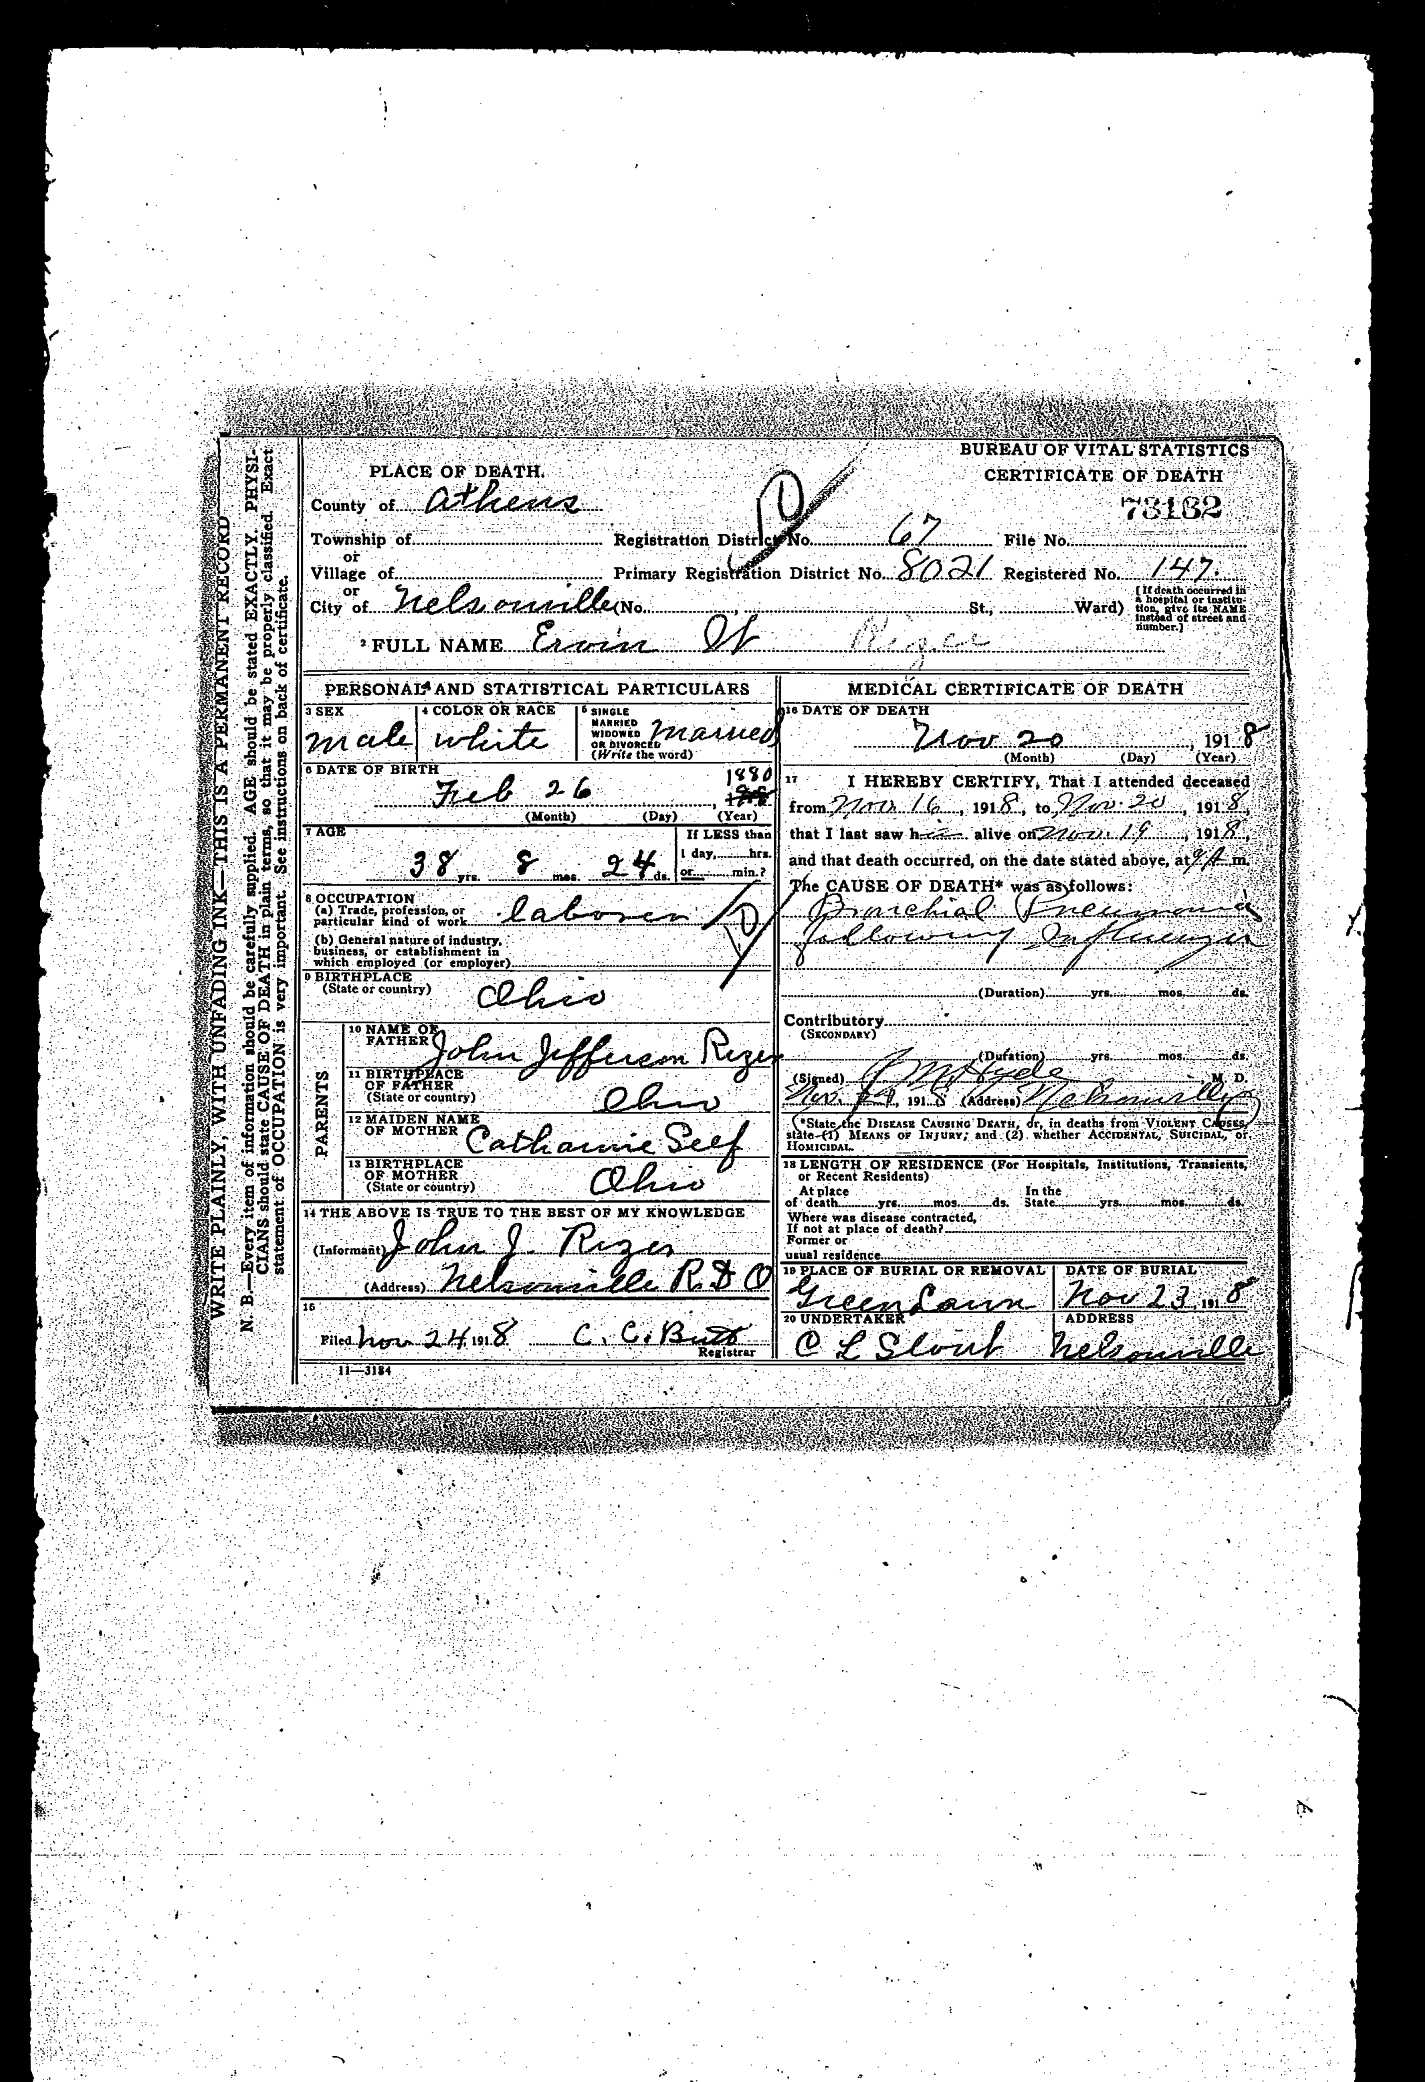 WRITE PLAINLY, WITH UNFADING INK—THIS IS A PERMANENT RECORD
N. B.—Every item of information should be carefully supplied. AGE should be stated EXACTLY. PHYSI-
CIANS should state CAUSE OF DEATH in plain terms, so that it may be properly classified. Exact
statement of OCCUPATION is very important. See instructions on back of certificate.
BUREAU OF VITAL STATISTICS
PLACE OF DEATH.
CERTIFICATE OF DEATH
County of Athens
73162
Township of Registration District No. 67 File No.
or
Village of Primary Registration District No. 8021 Registered No. 147.
or
City of Nelsonville (No. , St., Ward)
[If death occurred in
a hospital or institu-
tion, give its NAME
instead of street and
number.]
2 FULL NAME Ervin W Rizer
PERSONAL AND STATISTICAL PARTICULARS
3 SEX
male
4 COLOR OR RACE
white
5 SINGLE
MARRIED
WIDOWED
OR DIVORCED
(Write the word)
married
6 DATE OF BIRTH
Feb 26 , 1880
(Month) (Day) (Year)
7 AGE
38 yrs. 8 mos. 24 ds.
If LESS than
1 day, hrs.
or min.?
8 OCCUPATION
(a) Trade, profession, or
particular kind of work laborer
(b) General nature of industry,
business, or establishment in
which employed (or employer)
9 BIRTHPLACE
(State or country)
Ohio
PARENTS
10 NAME OF
FATHER
John Jefferson Rizer
11 BIRTHPLACE
OF FATHER
(State or country)
Ohio
12 MAIDEN NAME
OF MOTHER
Catharine Self
13 BIRTHPLACE
OF MOTHER
(State or country)
Ohio
14 THE ABOVE IS TRUE TO THE BEST OF MY KNOWLEDGE
(Informant) John J. Rizer
(Address) Nelsonville R D O
15
Filed Nov 24 1918 C. C. Butt
Registrar
11—3184
MEDICAL CERTIFICATE OF DEATH
16 DATE OF DEATH
Nov 20 , 1918
(Month) (Day) (Year)
17 I HEREBY CERTIFY, That I attended deceased
from Nov. 16 , 1918, to Nov. 20 , 1918,
that I last saw him alive on Nov. 19 , 1918,
and that death occurred, on the date stated above, at 9 A m.
The CAUSE OF DEATH* was as follows:
Bronchial Pneumonia
following Influenza
(Duration) yrs. mos. ds.
Contributory
(SECONDARY)
(Duration) yrs. mos. ds.
(Signed) Hyde M. D.
Nov. , 1918 (Address) Nelsonville
*State the DISEASE CAUSING DEATH, or, in deaths from VIOLENT CAUSES,
state (1) MEANS OF INJURY; and (2) whether ACCIDENTAL, SUICIDAL, or
HOMICIDAL.
18 LENGTH OF RESIDENCE (For Hospitals, Institutions, Transients,
or Recent Residents)
At place In the
of death yrs. mos. ds. State yrs. mos. ds.
Where was disease contracted,
If not at place of death?
Former or
usual residence
19 PLACE OF BURIAL OR REMOVAL
Green Lawn
DATE OF BURIAL
Nov 23 1918
20 UNDERTAKER
C L Slout
ADDRESS
Nelsonville